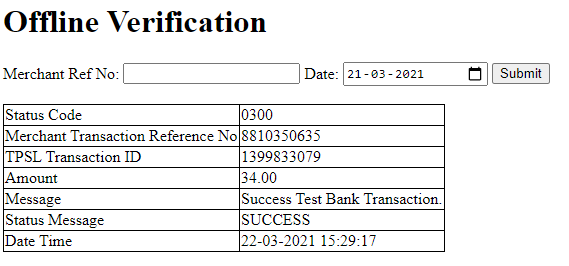 Offline Verification
Merchant Ref No: Date: 21-03-2021 Submit
Status Code 0300
Merchant Transaction Reference No 8810350635
TPSL Transaction ID 1399833079
Amount 34.00
Message Success Test Bank Transaction.
Status Message SUCCESS
Date Time 22-03-2021 15:29:17